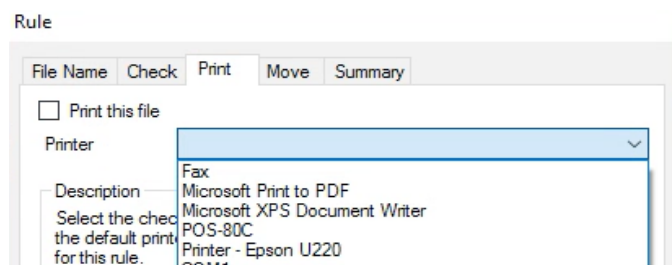 Rule
File Name Check Print Move Summary
Print this file
Printer
Fax
Description Microsoft Print to PDF
Select the chec Microsoft XPS Document Writer
the default print POS-80C
for this rule. Printer - Epson U220